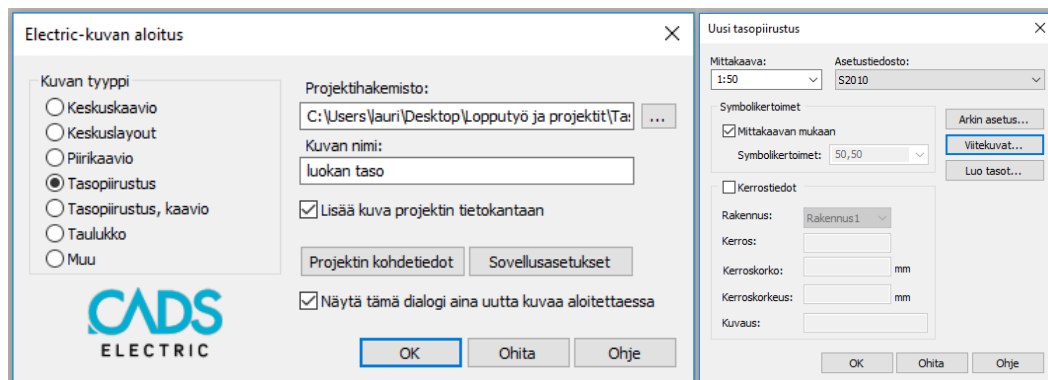 Electric-kuvan aloitus
Kuvan tyyppi
Keskuskaavio
Keskuslayout
Piirikaavio
Tasopiirustus
Tasopiirustus, kaavio
Taulukko
Muu
CADS
ELECTRIC
Projektihakemisto:
C:\Users\lauri\Desktop\Lopputyö ja projektit\Ta
...
Kuvan nimi:
luokan taso
Lisää kuva projektin tietokantaan
Projektin kohdetiedot Sovellusasetukset
Näytä tämä dialogi aina uutta kuvaa aloitettaessa
OK Ohita Ohje
Uusi tasopiirustus
Mittakaava: Asetustiedosto:
1:50 S2010
Symbolikertoimet
Mittakaavan mukaan
Symbolikertoimet: 50,50
Arkin asetus...
Viitekuvat...
Luo tasot...
Kerrostiedot
Rakennus: Rakennus1
Kerros:
Kerroskorko: mm
Kerroskorkeus: mm
Kuvaus:
OK Ohita Ohje